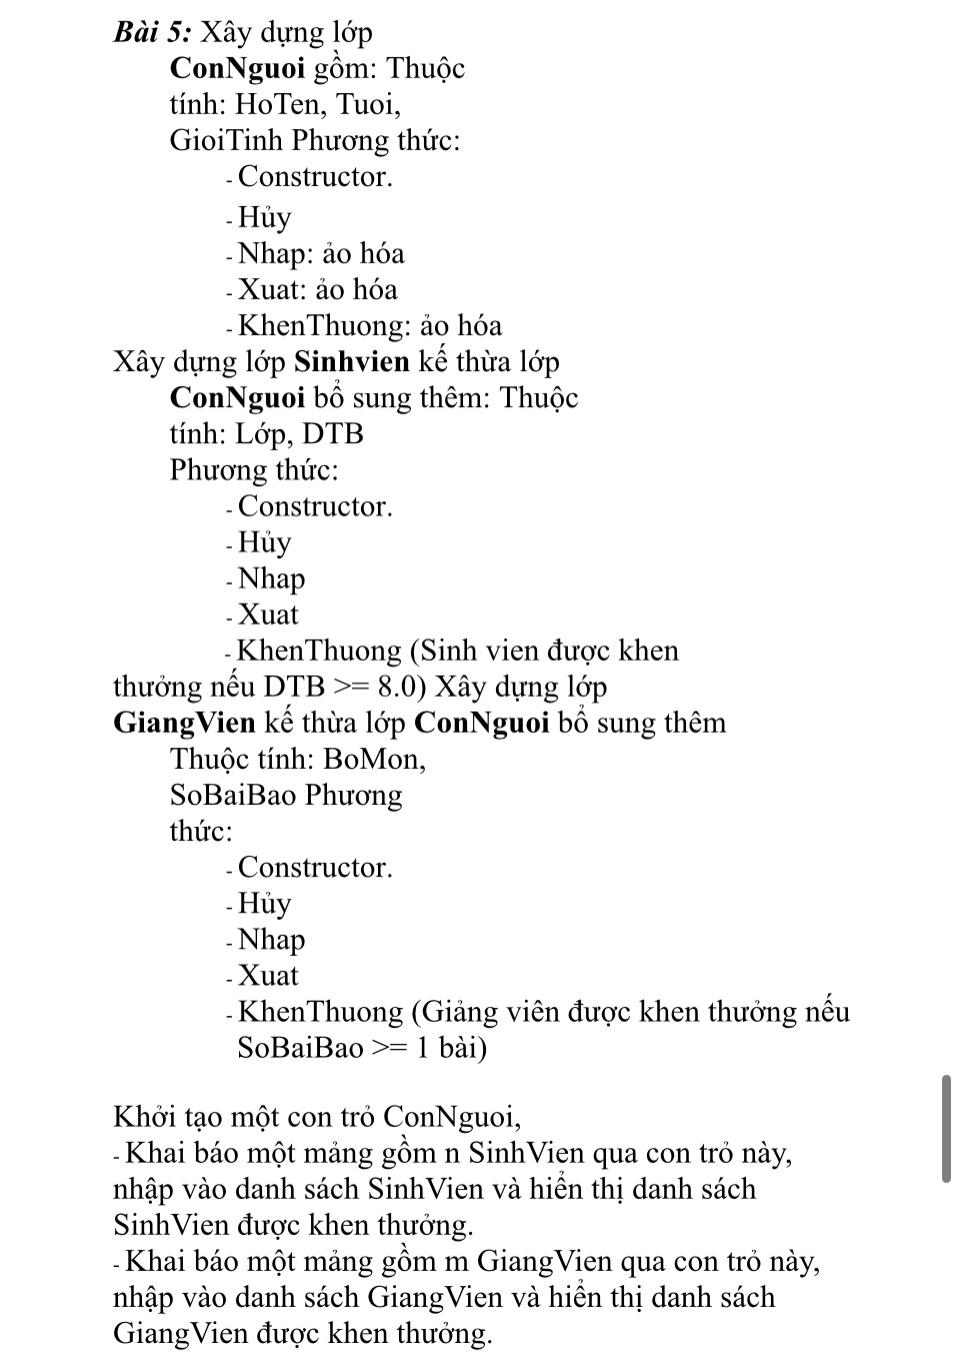 Bài 5: Xây dựng lớp
ConNguoi gồm: Thuộc
tính: HoTen, Tuoi,
GioiTinh Phương thức:
- Constructor.
- Hủy
- Nhap: ảo hóa
- Xuat: ảo hóa
- KhenThuong: ảo hóa
Xây dựng lớp Sinhvien kế thừa lớp
ConNguoi bổ sung thêm: Thuộc
tính: Lớp, DTB
Phương thức:
- Constructor.
- Hủy
- Nhap
- Xuat
- KhenThuong (Sinh vien được khen
thưởng nếu DTB >= 8.0) Xây dựng lớp
GiangVien kế thừa lớp ConNguoi bổ sung thêm
Thuộc tính: BoMon,
SoBaiBao Phương
thức:
- Constructor.
- Hủy
- Nhap
- Xuat
- KhenThuong (Giảng viên được khen thưởng nếu
SoBaiBao >= 1 bài)
Khởi tạo một con trỏ ConNguoi,
- Khai báo một mảng gồm n SinhVien qua con trỏ này,
nhập vào danh sách SinhVien và hiển thị danh sách
SinhVien được khen thưởng.
- Khai báo một mảng gồm m GiangVien qua con trỏ này,
nhập vào danh sách GiangVien và hiển thị danh sách
GiangVien được khen thưởng.